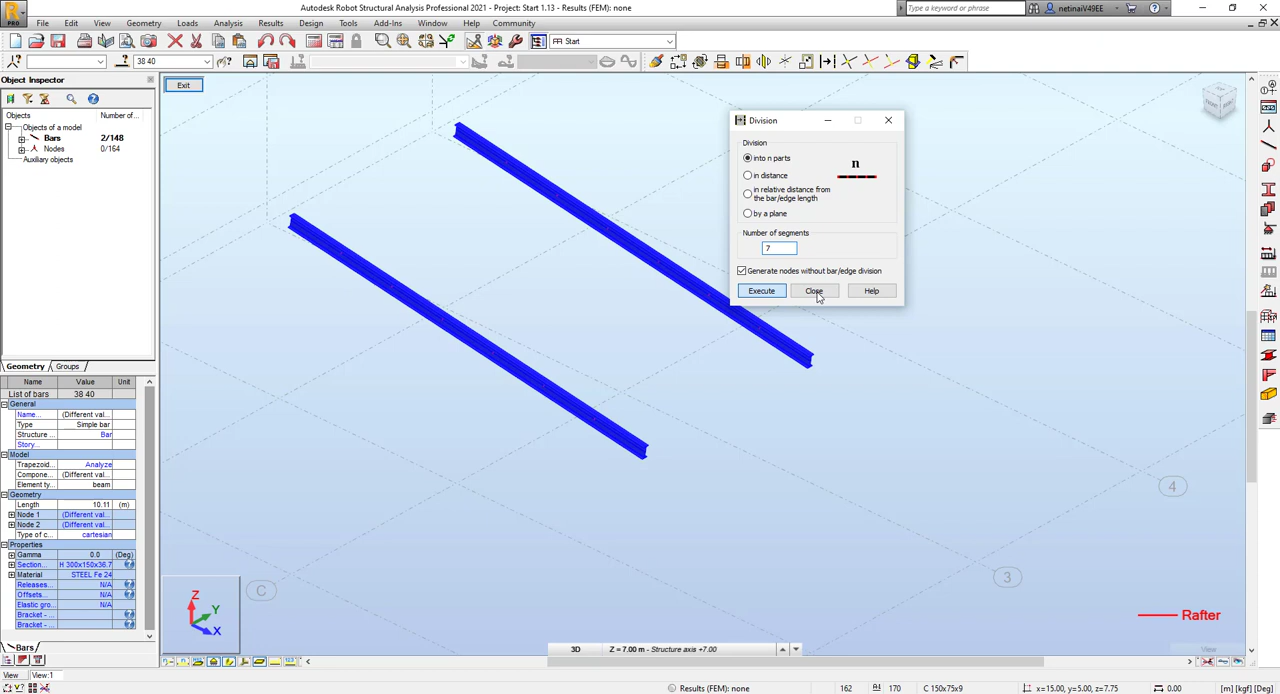 Autodesk Robot Structural Analysis Professional 2021 - Project: Start 1.13 - Results (FEM): none
Type a keyword or phrase
netinaiV49EE
PRO
File Edit View Geometry Loads Analysis Results Design Tools Add-Ins Window Help Community
Start
38 40
Object Inspector
Exit
Objects Number of...
Objects of a model
Bars 2/148
Nodes 0/164
Auxiliary objects
Division
Division
into n parts
n
in distance
in relative distance from
the bar/edge length
by a plane
Number of segments
7
Generate nodes without bar/edge division
Execute Close Help
Geometry Groups
Name Value Unit
List of bars 38 40
General
Name... (Different val...
Type Simple bar
Structure ... Bar
Story...
Model
Trapezoid... Analyze
Compone... (Different val...
Element ty... beam
Geometry
Length 10.11 (m)
Node 1 (Different val...
Node 2 (Different val...
Type of c... cartesian
Properties
Gamma 0.0 (Deg)
Section... H 300x150x36.7
Material STEEL Fe 24
Releases... N/A
Offsets... N/A
Elastic gro... N/A
Bracket - ...
Bracket - ...
Bars
4
3
C
Z
Y
X
Rafter
3D Z = 7.00 m - Structure axis +7.00
View
View View:1
Results (FEM): none 162 170 C 150x75x9 x=15.00, y=5.00, z=7.75 0.00 [m] [kgf] [Deg]